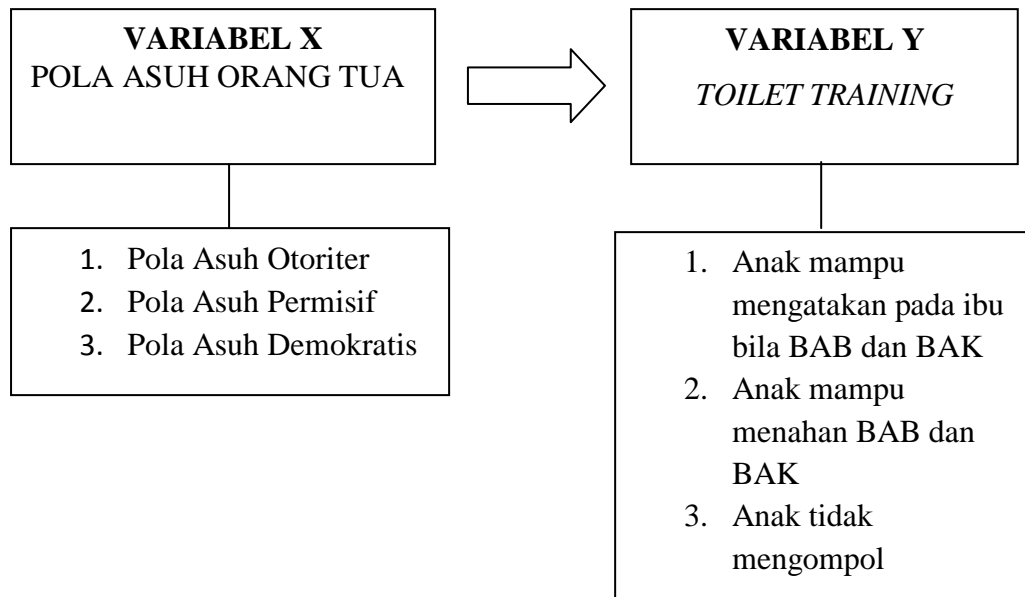 VARIABEL X
POLA ASUH ORANG TUA
VARIABEL Y
TOILET TRAINING
1. Pola Asuh Otoriter
2. Pola Asuh Permisif
3. Pola Asuh Demokratis
1. Anak mampu
mengatakan pada ibu
bila BAB dan BAK
2. Anak mampu
menahan BAB dan
BAK
3. Anak tidak
mengompol